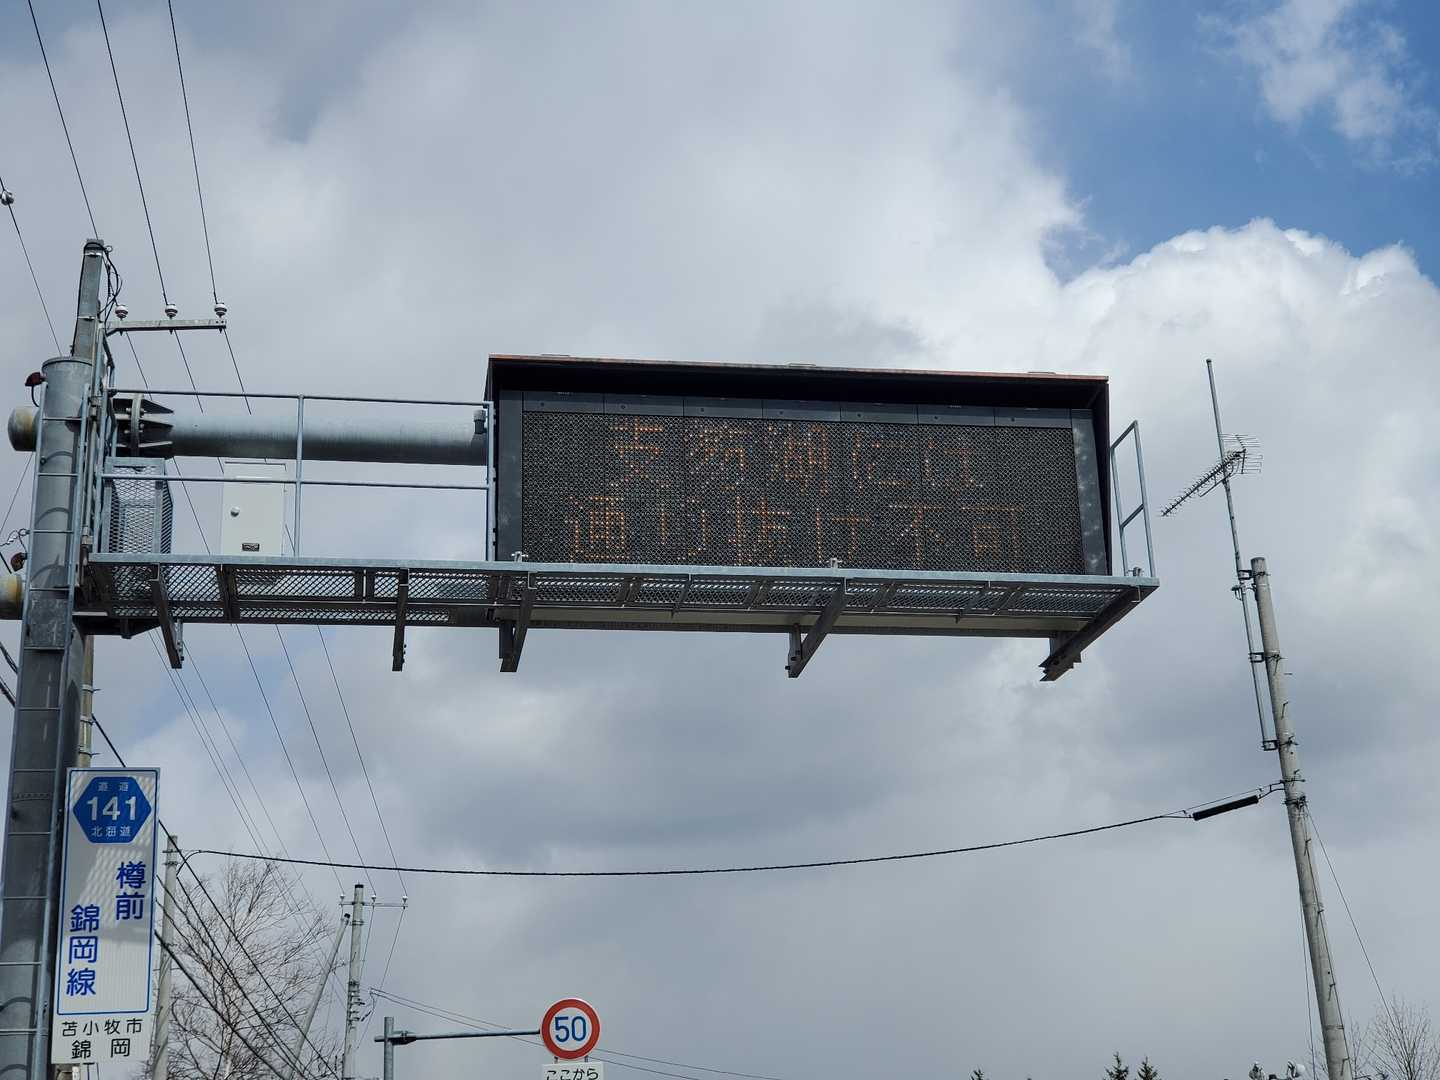 支笏湖には
通り抜け不可
道道
141
北海道
樽前
錦岡線
苫小牧市
錦岡
50
ここから